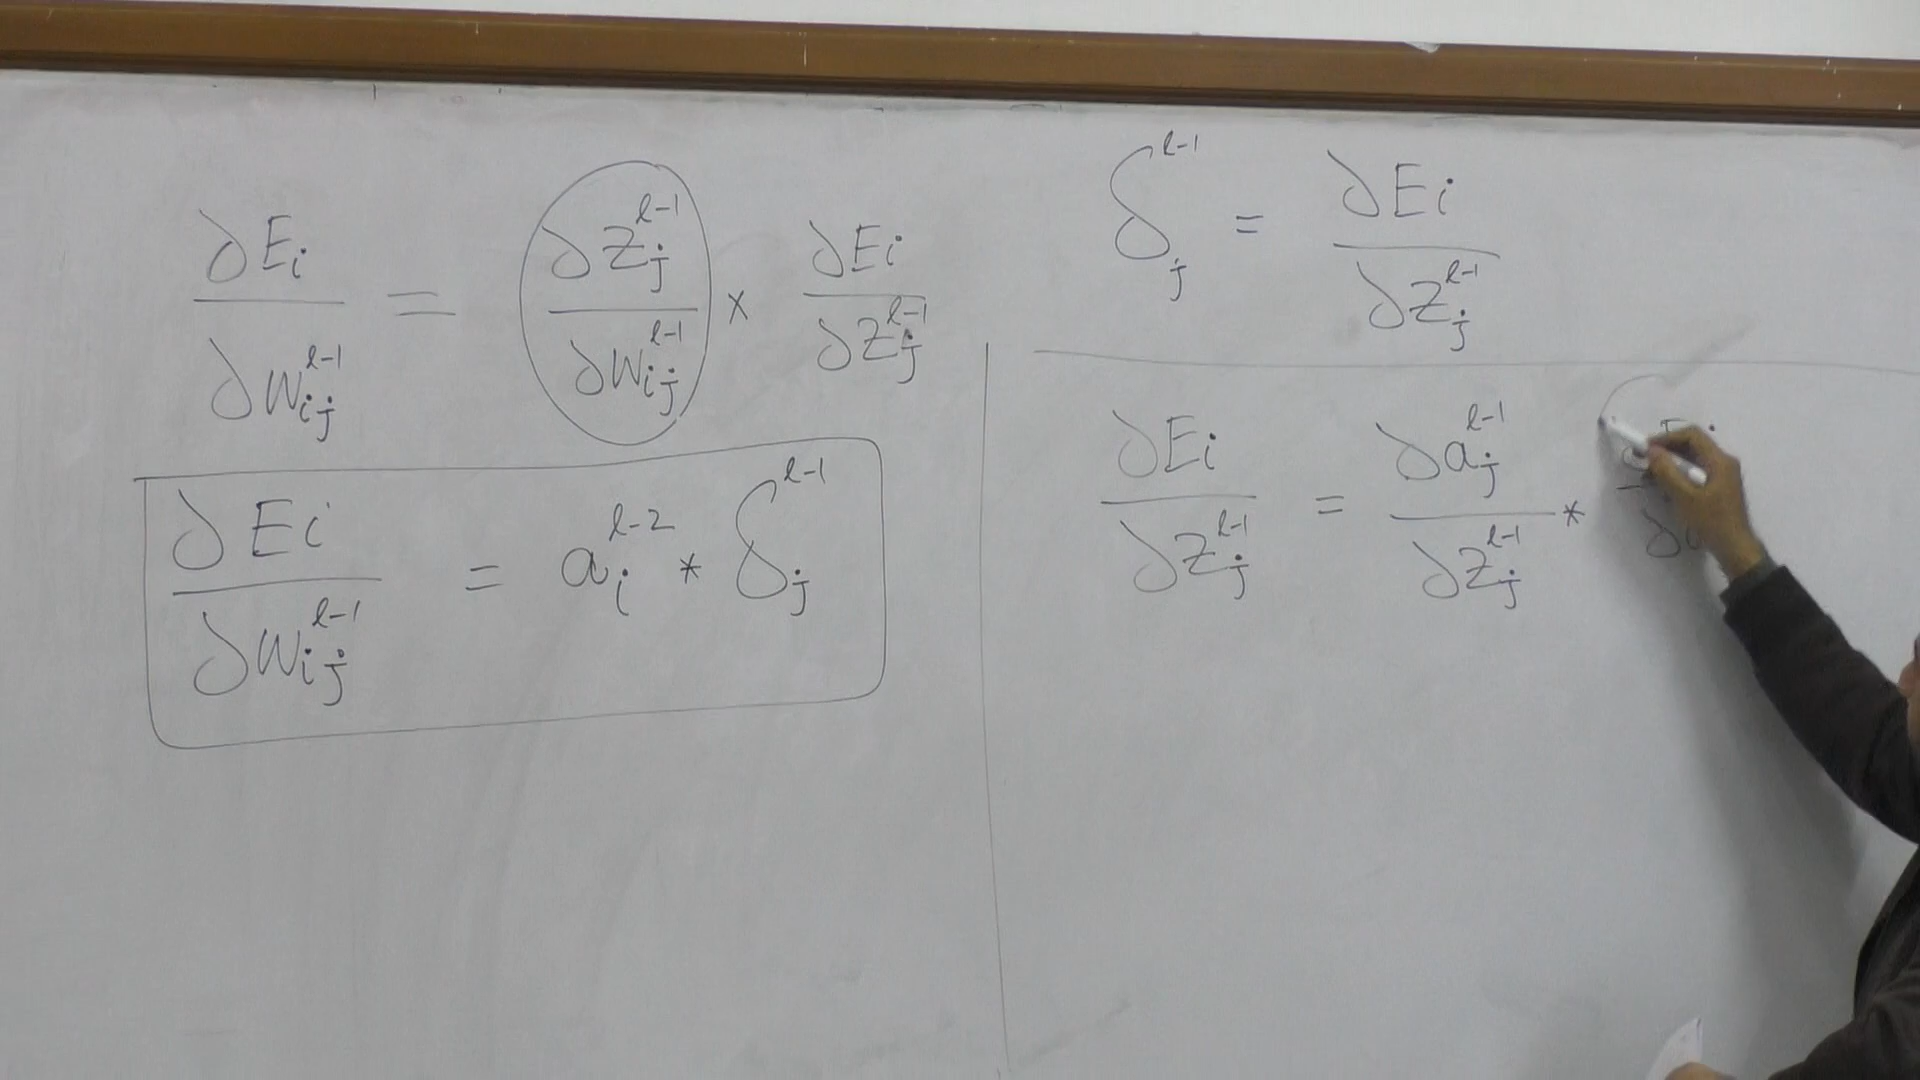 ∂Ei/∂w_ij^{l-1} = ∂z_j^{l-1}/∂w_ij^{l-1} × ∂Ei/∂z_j^{l-1}
∂Ei/∂w_ij^{l-1} = a_i^{l-2} * δ_j^{l-1}
δ_j^{l-1} = ∂Ei/∂z_j^{l-1}
∂Ei/∂z_j^{l-1} = ∂a_j^{l-1}/∂z_j^{l-1} *